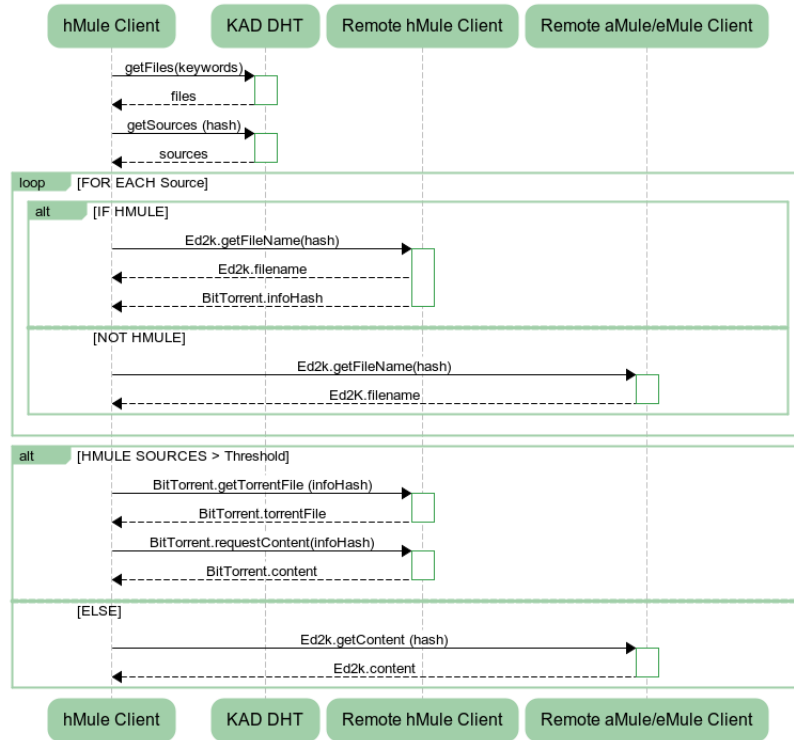 hMule Client
KAD DHT
Remote hMule Client
Remote aMule/eMule Client
getFiles(keywords)
files
getSources (hash)
sources
loop [FOR EACH Source]
alt [IF HMULE]
Ed2k.getFileName(hash)
Ed2k.filename
BitTorrent.infoHash
[NOT HMULE]
Ed2k.getFileName(hash)
Ed2K.filename
alt [HMULE SOURCES > Threshold]
BitTorrent.getTorrentFile (infoHash)
BitTorrent.torrentFile
BitTorrent.requestContent(infoHash)
BitTorrent.content
[ELSE]
Ed2k.getContent (hash)
Ed2k.content
hMule Client
KAD DHT
Remote hMule Client
Remote aMule/eMule Client